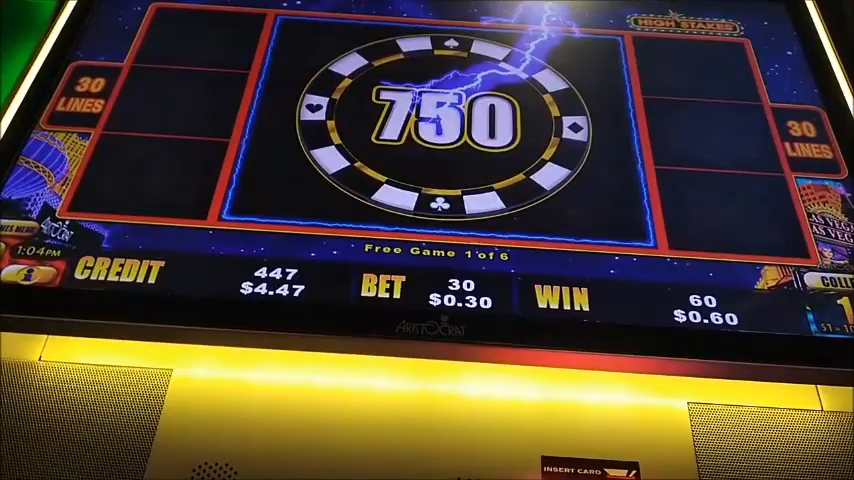 HIGH STAKES
30
LINES
750
30
LINES
ARISTOCRAT
Free Game 1 of 6
1:04PM
CREDIT
447
$4.47
BET
30
$0.30
WIN
60
$0.60
ARISTOCRAT
INSERT CARD